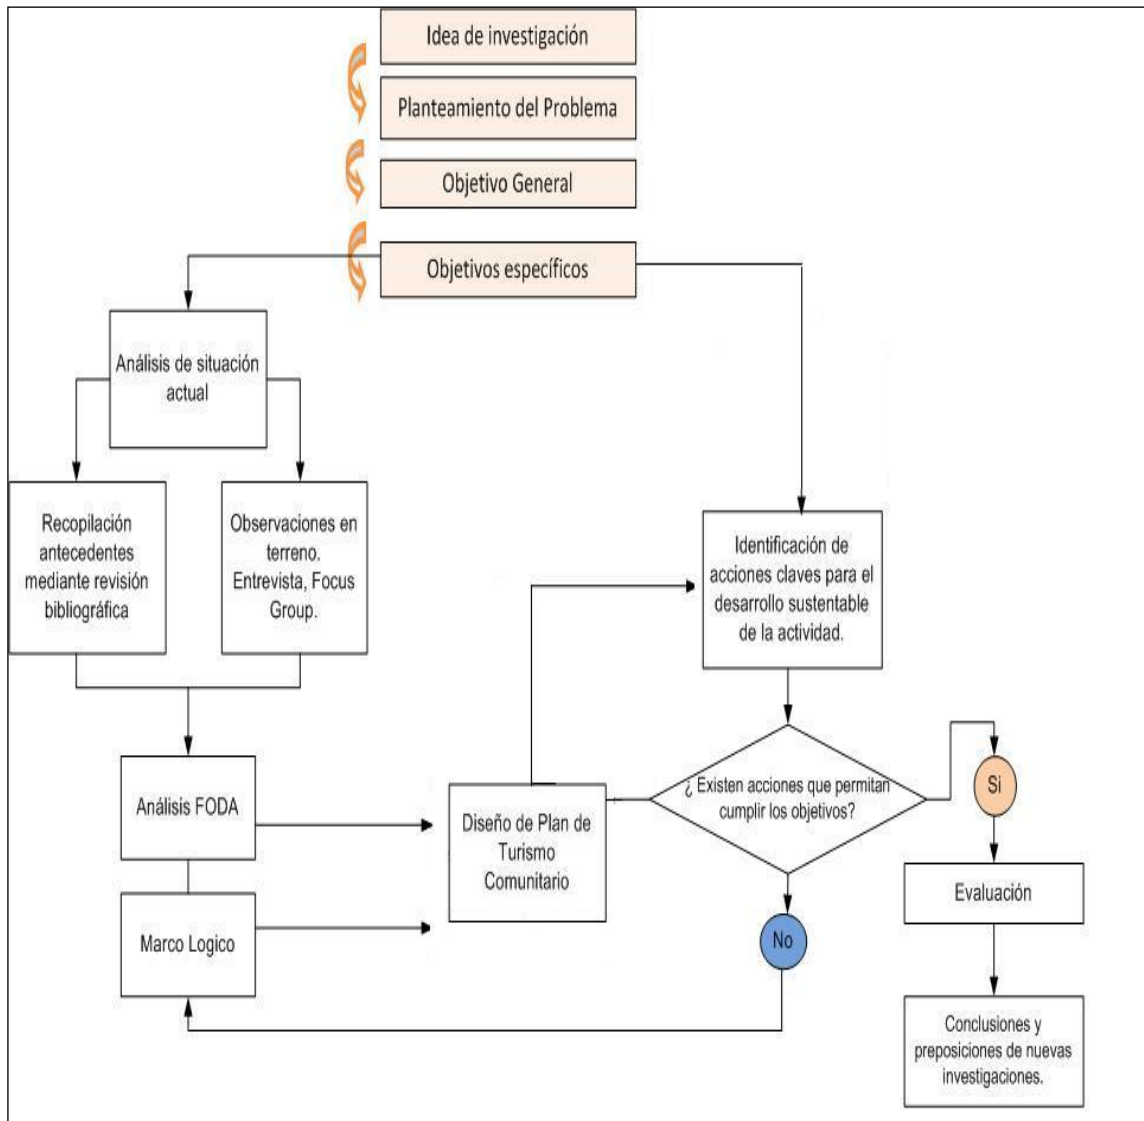 Idea de investigación
Planteamiento del Problema
Objetivo General
Objetivos específicos
Análisis de situación
actual
Recopilación
antecedentes
mediante revisión
bibliográfica
Observaciones en
terreno.
Entrevista, Focus
Group.
Identificación de
acciones claves para el
desarrollo sustentable
de la actividad.
Análisis FODA
Marco Logico
Diseño de Plan de
Turismo
Comunitario
¿ Existen acciones que permitan
cumplir los objetivos?
Si
No
Evaluación
Conclusiones y
preposiciones de nuevas
investigaciones.